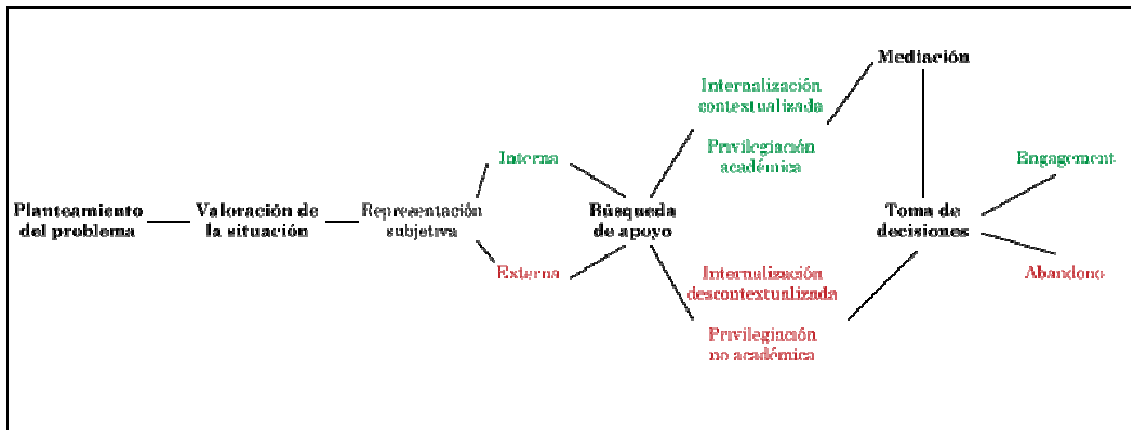 Planteamiento
del problema
Valoración de
la situación
Representación
subjetiva
Interna
Externa
Búsqueda
de apoyo
Internalización
contextualizada
Privilegiación
académica
Internalización
descontextualizada
Privilegiación
no académica
Mediación
Toma de
decisiones
Engagement
Abandono